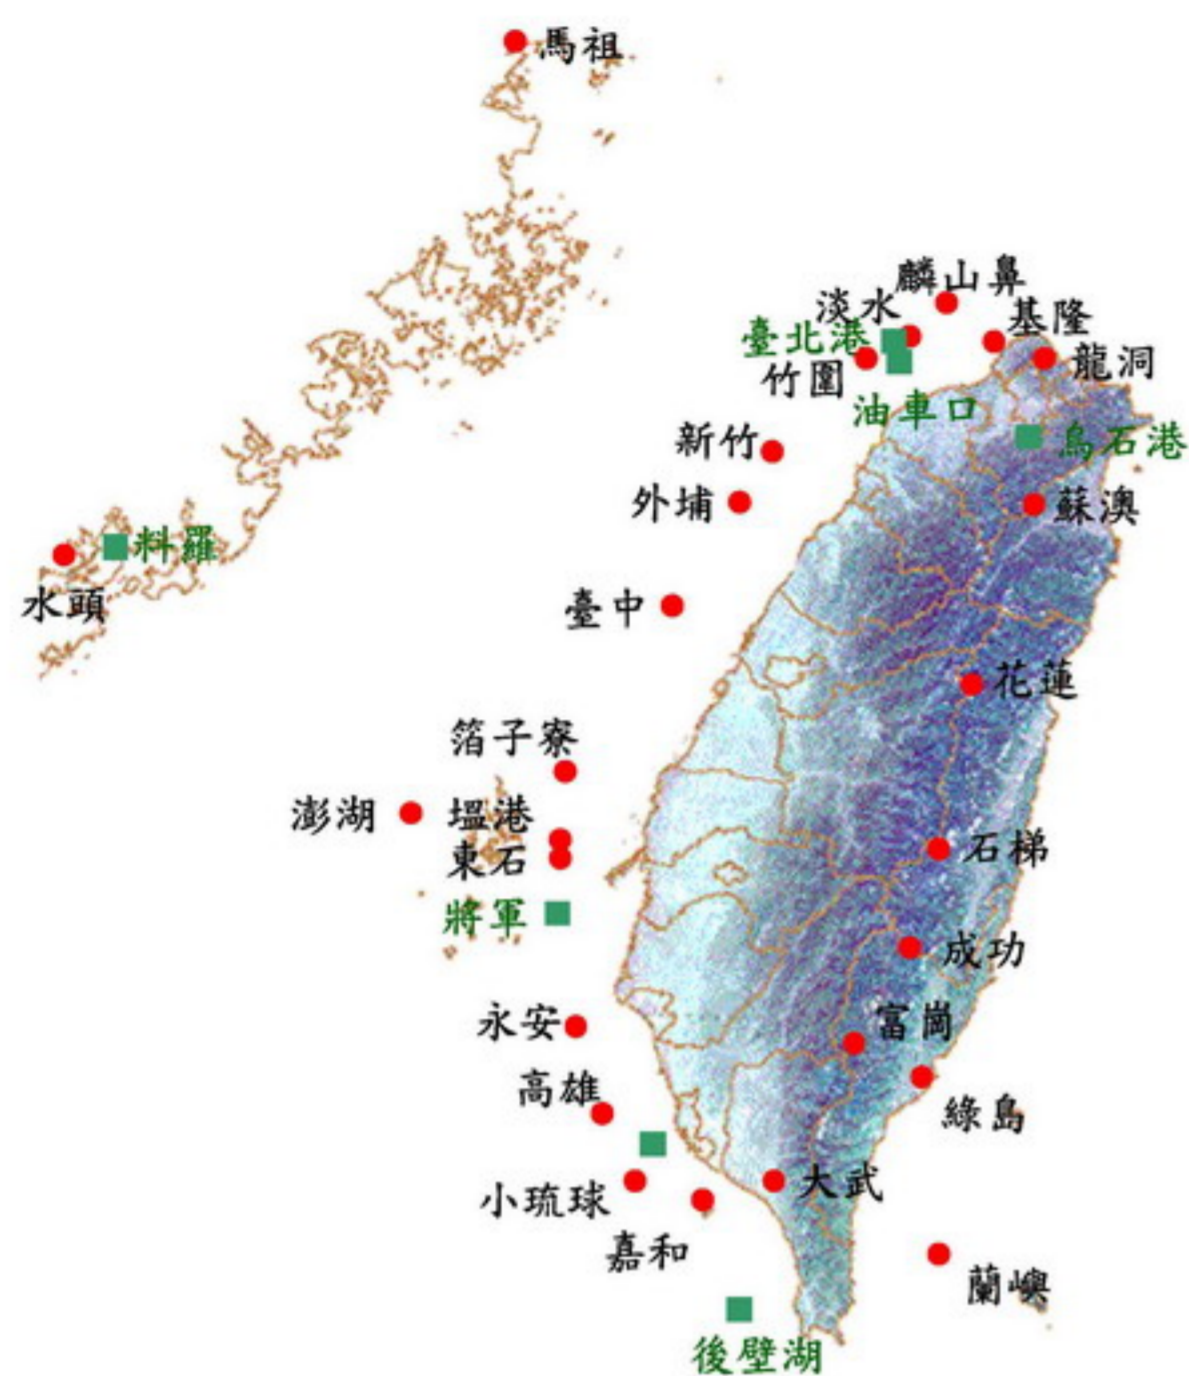 馬祖
麟山鼻
淡水
基隆
臺北港
龍洞
竹圍
油車口
新竹
烏石港
外埔
蘇澳
料羅
水頭
臺中
花蓮
箔子寮
澎湖
塭港
東石
石梯
將軍
成功
永安
富崗
高雄
綠島
大武
小琉球
嘉和
蘭嶼
後壁湖